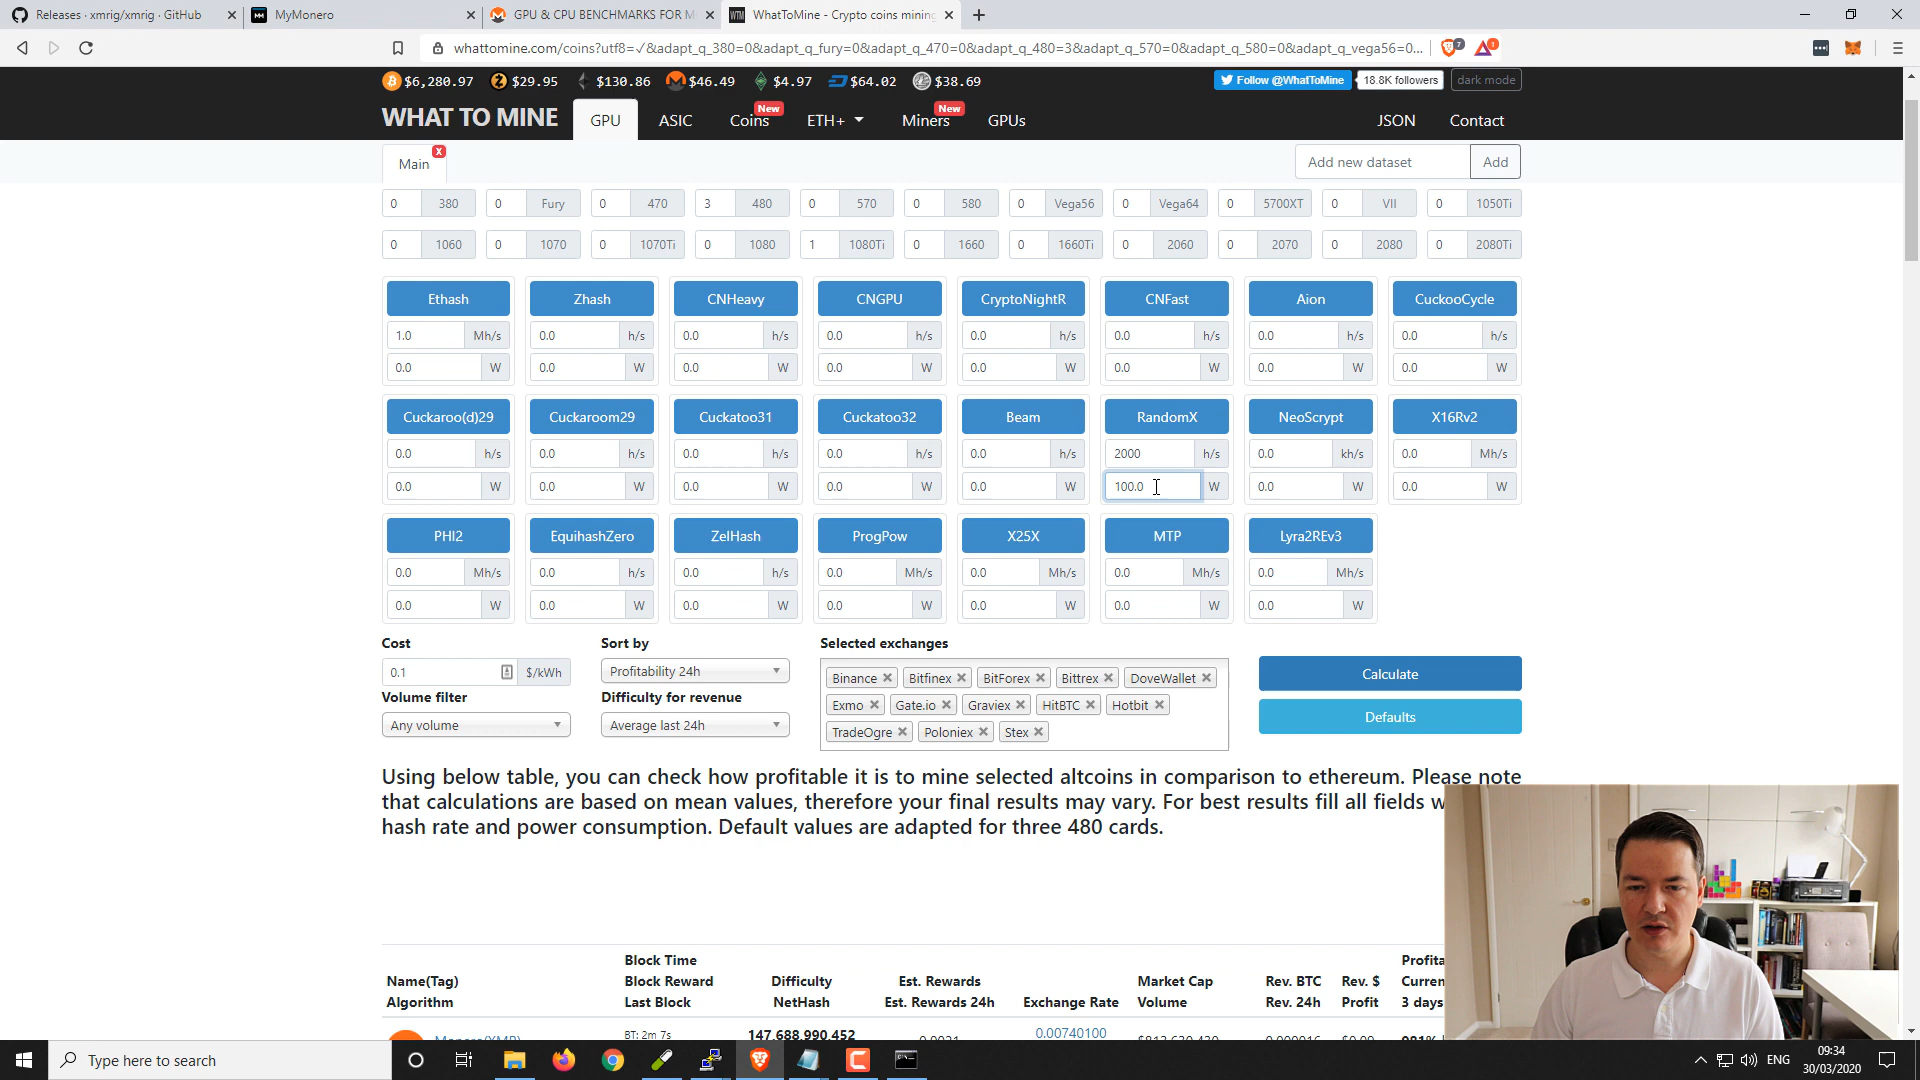 Releases · xmrig/xmrig · GitHub
MyMonero
GPU & CPU BENCHMARKS FOR M
WhatToMine - Crypto coins mining
whattomine.com/coins?utf8=✓&adapt_q_380=0&adapt_q_fury=0&adapt_q_470=0&adapt_q_480=3&adapt_q_570=0&adapt_q_580=0&adapt_q_vega56=0...
7
1
$6,280.97 $29.95 $130.86 $46.49 $4.97 $64.02 $38.69
Follow @WhatToMine 18.8K followers dark mode
WHAT TO MINE GPU ASIC Coins New ETH+ Miners New GPUs JSON Contact
Main X Add new dataset Add
0 380 0 Fury 0 470 3 480 0 570 0 580 0 Vega56 0 Vega64 0 5700XT 0 VII 0 1050Ti
0 1060 0 1070 0 1070Ti 0 1080 1 1080Ti 0 1660 0 1660Ti 0 2060 0 2070 0 2080 0 2080Ti
Ethash Zhash CNHeavy CNGPU CryptoNightR CNFast Aion CuckooCycle
1.0 Mh/s 0.0 h/s 0.0 h/s 0.0 h/s 0.0 h/s 0.0 h/s 0.0 h/s 0.0 h/s
0.0 W 0.0 W 0.0 W 0.0 W 0.0 W 0.0 W 0.0 W 0.0 W
Cuckaroo(d)29 Cuckaroom29 Cuckatoo31 Cuckatoo32 Beam RandomX NeoScrypt X16Rv2
0.0 h/s 0.0 h/s 0.0 h/s 0.0 h/s 0.0 h/s 2000 h/s 0.0 kh/s 0.0 Mh/s
0.0 W 0.0 W 0.0 W 0.0 W 0.0 W 100.0 W 0.0 W 0.0 W
PHI2 EquihashZero ZelHash ProgPow X25X MTP Lyra2REv3
0.0 Mh/s 0.0 h/s 0.0 h/s 0.0 Mh/s 0.0 Mh/s 0.0 Mh/s 0.0 Mh/s
0.0 W 0.0 W 0.0 W 0.0 W 0.0 W 0.0 W 0.0 W
Cost Sort by Selected exchanges
0.1 $/kWh Profitability 24h Binance Bitfinex BitForex Bittrex DoveWallet Calculate
Volume filter Difficulty for revenue Exmo Gate.io Graviex HitBTC Hotbit
Any volume Average last 24h TradeOgre Poloniex Stex Defaults
Using below table, you can check how profitable it is to mine selected altcoins in comparison to ethereum. Please note
that calculations are based on mean values, therefore your final results may vary. For best results fill all fields w
hash rate and power consumption. Default values are adapted for three 480 cards.
Block Time Profita
Name(Tag) Block Reward Difficulty Est. Rewards Market Cap Rev. BTC Rev. $ Curren
Algorithm Last Block NetHash Est. Rewards 24h Exchange Rate Volume Rev. 24h Profit 3 days
BT: 2m 7s 147,688,990,452 0.00740100
Type here to search
ENG
09:34
30/03/2020